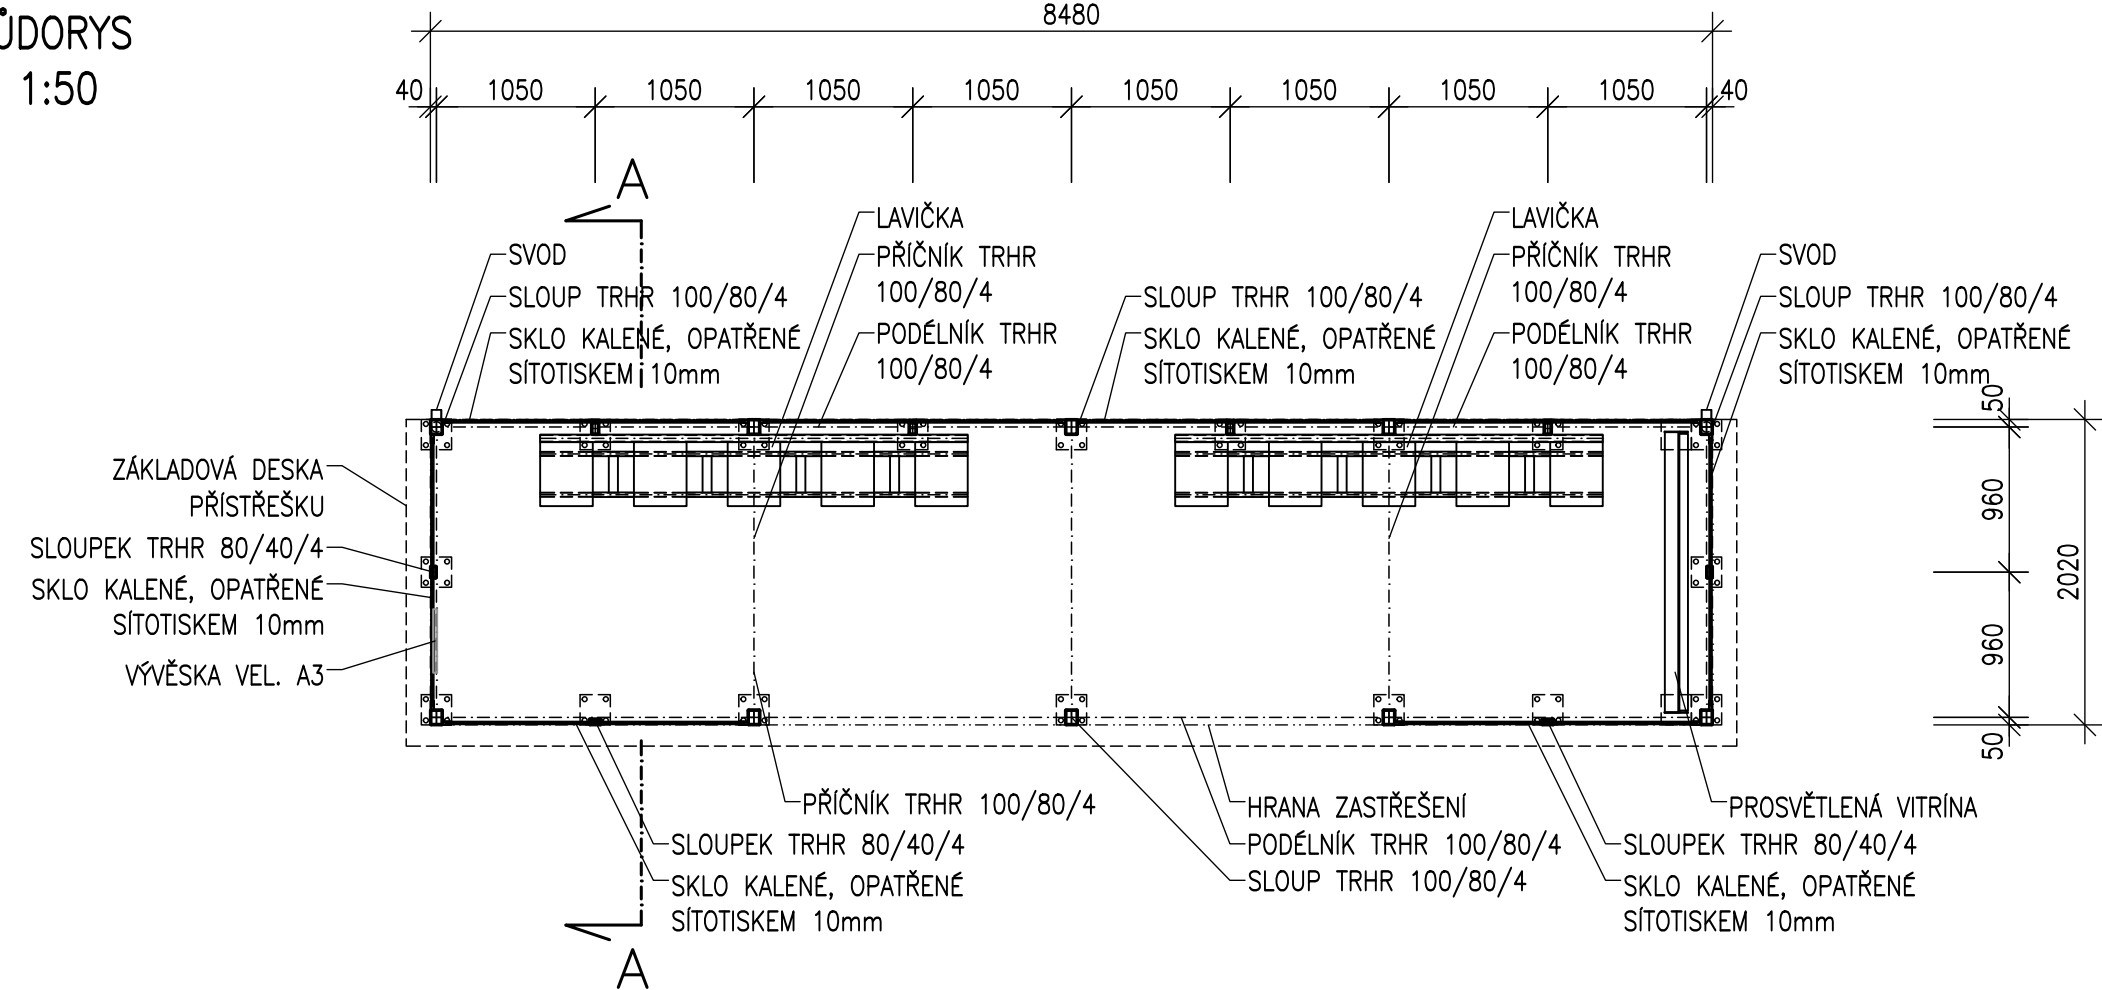 ŮDORYS
1:50
8480
40 1050 1050 1050 1050 1050 1050 1050 1050 40
A
LAVIČKA
PŘÍČNÍK TRHR
100/80/4
PODÉLNÍK TRHR
100/80/4
LAVIČKA
PŘÍČNÍK TRHR
100/80/4
PODÉLNÍK TRHR
100/80/4
SVOD
SLOUP TRHR 100/80/4
SKLO KALENÉ, OPATŘENÉ
SÍTOTISKEM 10mm
SLOUP TRHR 100/80/4
SKLO KALENÉ, OPATŘENÉ
SÍTOTISKEM 10mm
SVOD
SLOUP TRHR 100/80/4
SKLO KALENÉ, OPATŘENÉ
SÍTOTISKEM 10mm
50
960
960
50
2020
ZÁKLADOVÁ DESKA
PŘÍSTŘEŠKU
SLOUPEK TRHR 80/40/4
SKLO KALENÉ, OPATŘENÉ
SÍTOTISKEM 10mm
VÝVĚSKA VEL. A3
PŘÍČNÍK TRHR 100/80/4
SLOUPEK TRHR 80/40/4
SKLO KALENÉ, OPATŘENÉ
SÍTOTISKEM 10mm
HRANA ZASTŘEŠENÍ
PODÉLNÍK TRHR 100/80/4
SLOUP TRHR 100/80/4
PROSVĚTLENÁ VITRÍNA
SLOUPEK TRHR 80/40/4
SKLO KALENÉ, OPATŘENÉ
SÍTOTISKEM 10mm
A